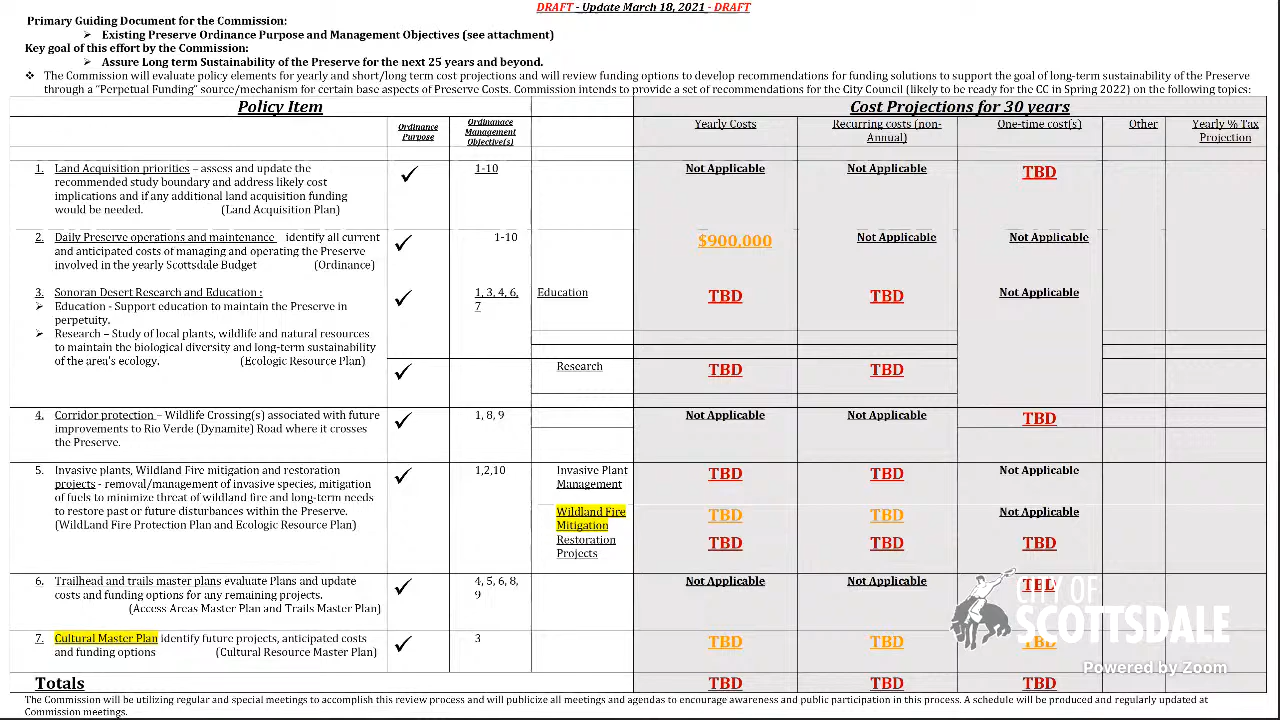 DRAFT - Update March 18, 2021 - DRAFT
Primary Guiding Document for the Commission:
➢ Existing Preserve Ordinance Purpose and Management Objectives (see attachment)
Key goal of this effort by the Commission:
➢ Assure Long term Sustainability of the Preserve for the next 25 years and beyond.
❖ The Commission will evaluate policy elements for yearly and short/long term cost projections and will review funding options to develop recommendations for funding solutions to support the goal of long-term sustainability of the Preserve
through a "Perpetual Funding" source/mechanism for certain base aspects of Preserve Costs. Commission intends to provide a set of recommendations for the City Council (likely to be ready for the CC in Spring 2022) on the following topics:
Policy Item Cost Projections for 30 years
Ordinance
Purpose
Ordinanace
Management
Objective(s)
Yearly Costs
Recurring costs (non-
Annual)
One-time cost(s)
Other
Yearly % Tax
Projection
1. Land Acquisition priorities – assess and update the
recommended study boundary and address likely cost
implications and if any additional land acquisition funding
would be needed. (Land Acquisition Plan)
✓ 1-10 Not Applicable Not Applicable TBD
2. Daily Preserve operations and maintenance identify all current
and anticipated costs of managing and operating the Preserve
involved in the yearly Scottsdale Budget (Ordinance)
✓ 1-10 $900,000 Not Applicable Not Applicable
3. Sonoran Desert Research and Education :
➢ Education - Support education to maintain the Preserve in
perpetuity.
➢ Research – Study of local plants, wildlife and natural resources
to maintain the biological diversity and long-term sustainability
of the area's ecology. (Ecologic Resource Plan)
✓ 1, 3, 4, 6,
7
Education TBD TBD Not Applicable
✓ Research TBD TBD
4. Corridor protection – Wildlife Crossing(s) associated with future
improvements to Rio Verde (Dynamite) Road where it crosses
the Preserve.
✓ 1, 8, 9 Not Applicable Not Applicable TBD
5. Invasive plants, Wildland Fire mitigation and restoration
projects - removal/management of invasive species, mitigation
of fuels to minimize threat of wildland fire and long-term needs
to restore past or future disturbances within the Preserve.
(WildLand Fire Protection Plan and Ecologic Resource Plan)
✓ 1,2,10
Invasive Plant
Management
TBD TBD Not Applicable
Wildland Fire
Mitigation
TBD TBD Not Applicable
Restoration
Projects
TBD TBD TBD
6. Trailhead and trails master plans evaluate Plans and update
costs and funding options for any remaining projects.
(Access Areas Master Plan and Trails Master Plan)
✓ 4, 5, 6, 8,
9
Not Applicable Not Applicable TBD
7. Cultural Master Plan identify future projects, anticipated costs
and funding options (Cultural Resource Master Plan)
✓ 3 TBD TBD TBD
CITY OF
SCOTTSDALE
Powered by Zoom
Totals TBD TBD TBD
The Commission will be utilizing regular and special meetings to accomplish this review process and will publicize all meetings and agendas to encourage awareness and public participation in this process. A schedule will be produced and regularly updated at
Commission meetings.